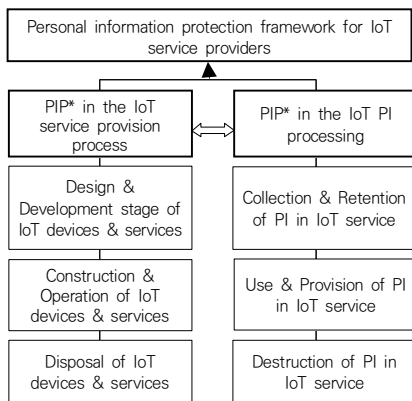 Personal information protection framework for IoT
service providers
PIP* in the IoT
service provision
process
PIP* in the IoT PI
processing
Design &
Development stage of
IoT devices & services
Collection & Retention
of PI in IoT service
Construction &
Operation of IoT
devices & services
Use & Provision of PI
in IoT service
Disposal of IoT
devices & services
Destruction of PI in
IoT service